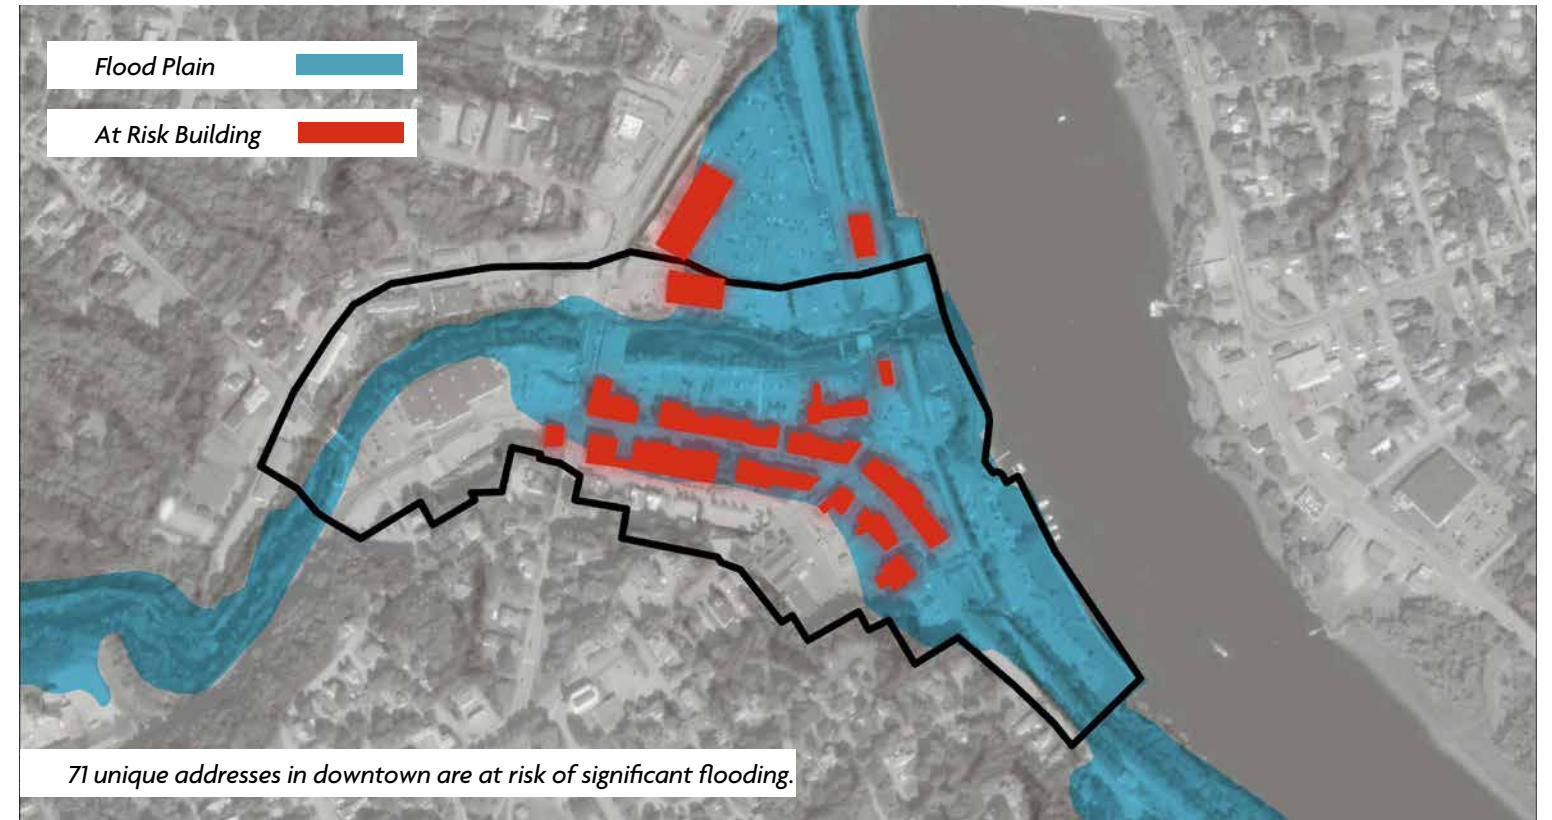 Flood Plain
At Risk Building
71 unique addresses in downtown are at risk of significant flooding.